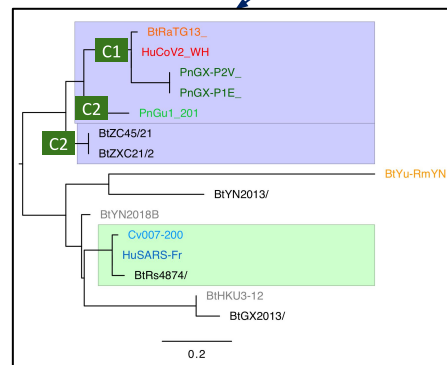 BtRaTG13_
C1
HuCoV2_WH
PnGX-P2V_
PnGX-P1E_
C2
PnGu1_201
C2
BtZC45/21
BtZXC21/2
BtYu-RmYN
BtYN2013/
BtYN2018B
Cv007-200
HuSARS-Fr
BtRs4874/
BtHKU3-12
BtGX2013/
0.2